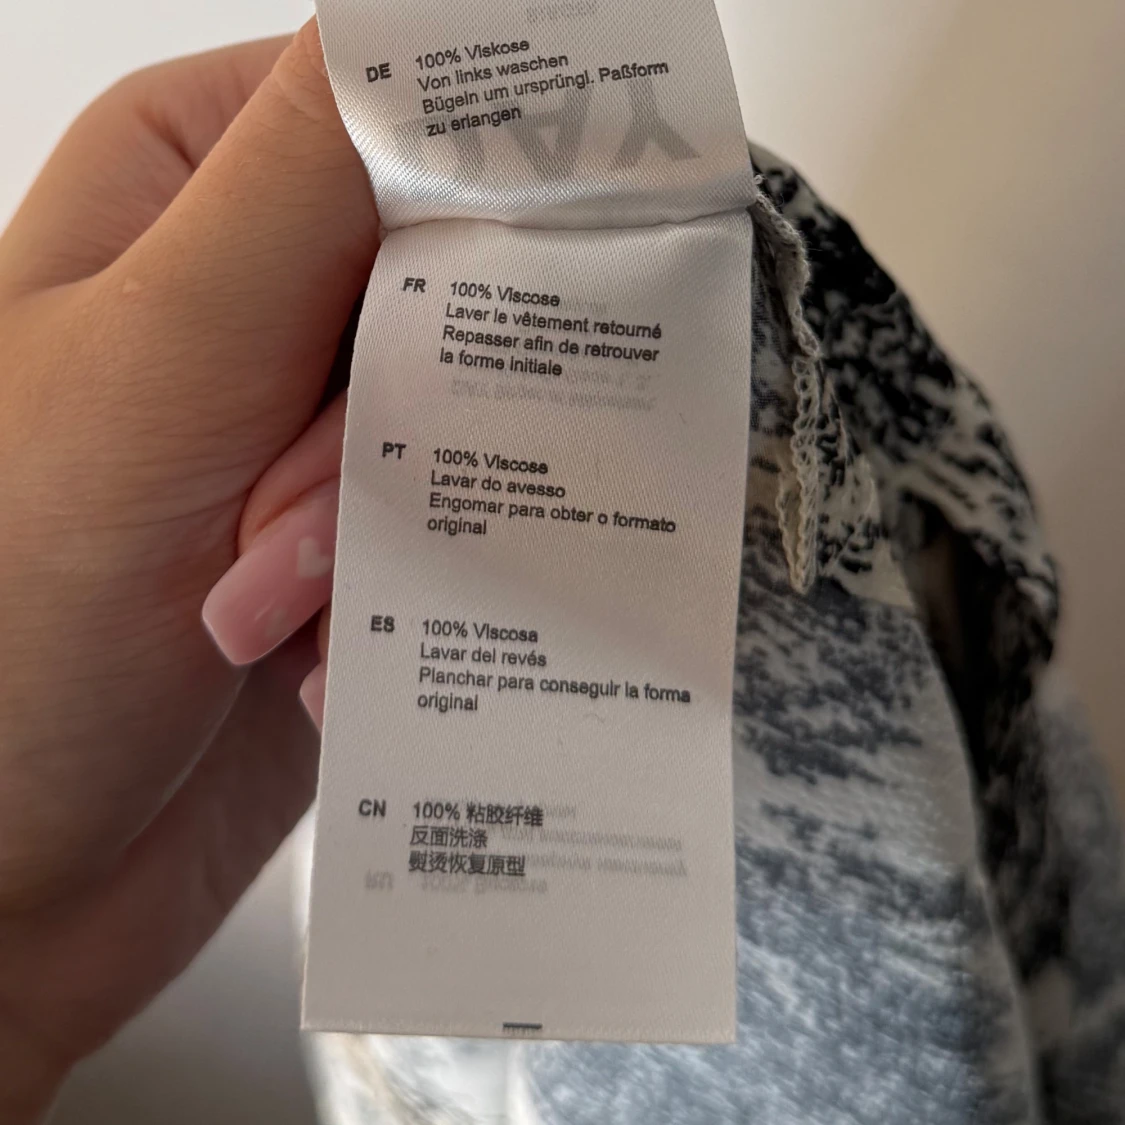 DE 100% Viskose
Von links waschen
Bügeln um ursprüngl. Paßform
zu erlangen
FR 100% Viscose
Laver le vêtement retourné
Repasser afin de retrouver
la forme initiale
PT 100% Viscose
Lavar do avesso
Engomar para obter o formato
original
ES 100% Viscosa
Lavar del revés
Planchar para conseguir la forma
original
CN 100% 粘胶纤维
反面洗涤
熨烫恢复原型